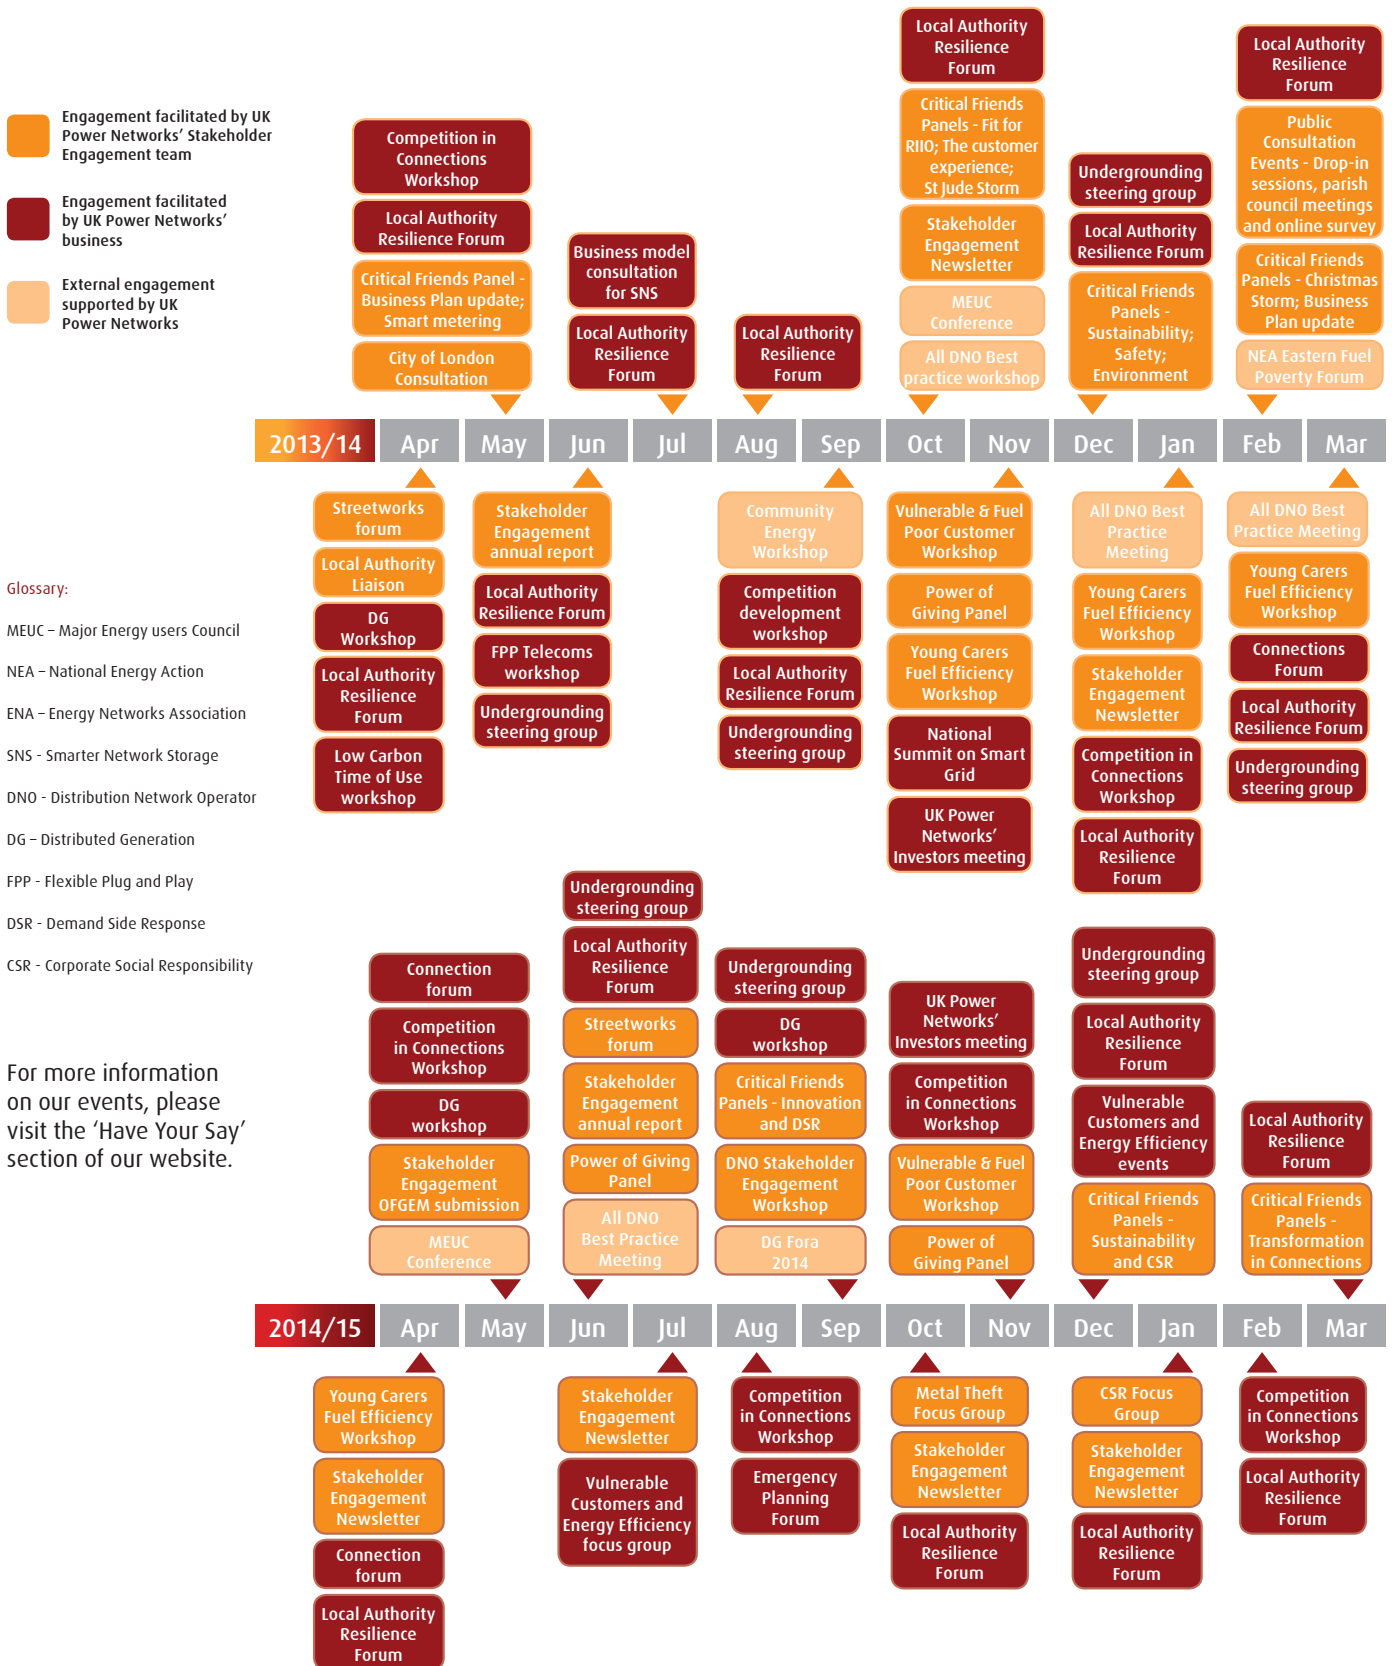 Engagement facilitated by UK
Power Networks' Stakeholder
Engagement team
Engagement facilitated
by UK Power Networks'
business
External engagement
supported by UK
Power Networks
Competition in
Connections
Workshop
Local Authority
Resilience Forum
Critical Friends Panel -
Business Plan update;
Smart metering
City of London
Consultation
Business model
consultation
for SNS
Local Authority
Resilience
Forum
Local Authority
Resilience
Forum
Local Authority
Resilience
Forum
Critical Friends
Panels - Fit for
RIIO; The customer
experience;
St Jude Storm
Stakeholder
Engagement
Newsletter
MEUC
Conference
All DNO Best
practice workshop
Undergrounding
steering group
Local Authority
Resilience Forum
Critical Friends
Panels -
Sustainability;
Safety;
Environment
Local Authority
Resilience
Forum
Public
Consultation
Events - Drop-in
sessions, parish
council meetings
and online survey
Critical Friends
Panels - Christmas
Storm; Business
Plan update
NEA Eastern Fuel
Poverty Forum
2013/14 Apr May Jun Jul Aug Sep Oct Nov Dec Jan Feb Mar
Streetworks
forum
Local Authority
Liaison
DG
Workshop
Local Authority
Resilience
Forum
Low Carbon
Time of Use
workshop
Stakeholder
Engagement
annual report
Local Authority
Resilience Forum
FPP Telecoms
workshop
Undergrounding
steering group
Community
Energy
Workshop
Competition
development
workshop
Local Authority
Resilience Forum
Undergrounding
steering group
Vulnerable & Fuel
Poor Customer
Workshop
Power of
Giving Panel
Young Carers
Fuel Efficiency
Workshop
National
Summit on Smart
Grid
UK Power
Networks'
Investors meeting
All DNO Best
Practice
Meeting
Young Carers
Fuel Efficiency
Workshop
Stakeholder
Engagement
Newsletter
Competition in
Connections
Workshop
Local Authority
Resilience
Forum
All DNO Best
Practice Meeting
Young Carers
Fuel Efficiency
Workshop
Connections
Forum
Local Authority
Resilience Forum
Undergrounding
steering group
Glossary:
MEUC – Major Energy users Council
NEA – National Energy Action
ENA – Energy Networks Association
SNS - Smarter Network Storage
DNO - Distribution Network Operator
DG – Distributed Generation
FPP - Flexible Plug and Play
DSR - Demand Side Response
CSR - Corporate Social Responsibility
For more information
on our events, please
visit the 'Have Your Say'
section of our website.
Connection
forum
Competition
in Connections
Workshop
DG
workshop
Stakeholder
Engagement
OFGEM submission
MEUC
Conference
Undergrounding
steering group
Local Authority
Resilience
Forum
Streetworks
forum
Stakeholder
Engagement
annual report
Power of Giving
Panel
All DNO
Best Practice
Meeting
Undergrounding
steering group
DG
workshop
Critical Friends
Panels - Innovation
and DSR
DNO Stakeholder
Engagement
Workshop
DG Fora
2014
UK Power
Networks'
Investors meeting
Competition
in Connections
Workshop
Vulnerable & Fuel
Poor Customer
Workshop
Power of
Giving Panel
Undergrounding
steering group
Local Authority
Resilience
Forum
Vulnerable
Customers and
Energy Efficiency
events
Critical Friends
Panels -
Sustainability
and CSR
Local Authority
Resilience
Forum
Critical Friends
Panels -
Transformation
in Connections
2014/15 Apr May Jun Jul Aug Sep Oct Nov Dec Jan Feb Mar
Young Carers
Fuel Efficiency
Workshop
Stakeholder
Engagement
Newsletter
Connection
forum
Local Authority
Resilience
Forum
Stakeholder
Engagement
Newsletter
Vulnerable
Customers and
Energy Efficiency
focus group
Competition
in Connections
Workshop
Emergency
Planning
Forum
Metal Theft
Focus Group
Stakeholder
Engagement
Newsletter
Local Authority
Resilience
Forum
CSR Focus
Group
Stakeholder
Engagement
Newsletter
Local Authority
Resilience
Forum
Competition
in Connections
Workshop
Local Authority
Resilience
Forum